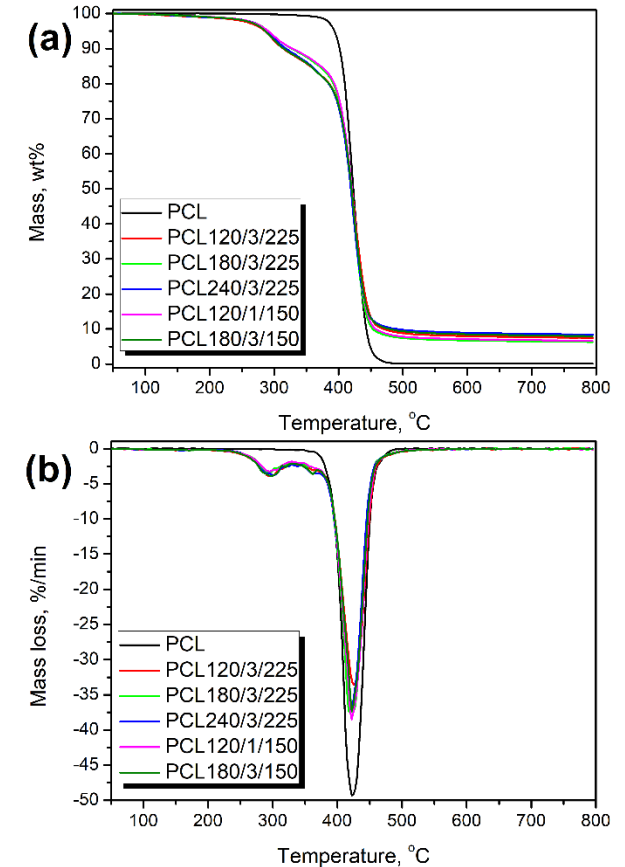 (a)
Mass, wt%
100
90
80
70
60
50
40
30
20
10
0
PCL
PCL120/3/225
PCL180/3/225
PCL240/3/225
PCL120/1/150
PCL180/3/150
100 200 300 400 500 600 700 800
Temperature, °C
(b)
Mass loss, %/min
0
-5
-10
-15
-20
-25
-30
-35
-40
-45
-50
PCL
PCL120/3/225
PCL180/3/225
PCL240/3/225
PCL120/1/150
PCL180/3/150
100 200 300 400 500 600 700 800
Temperature, °C